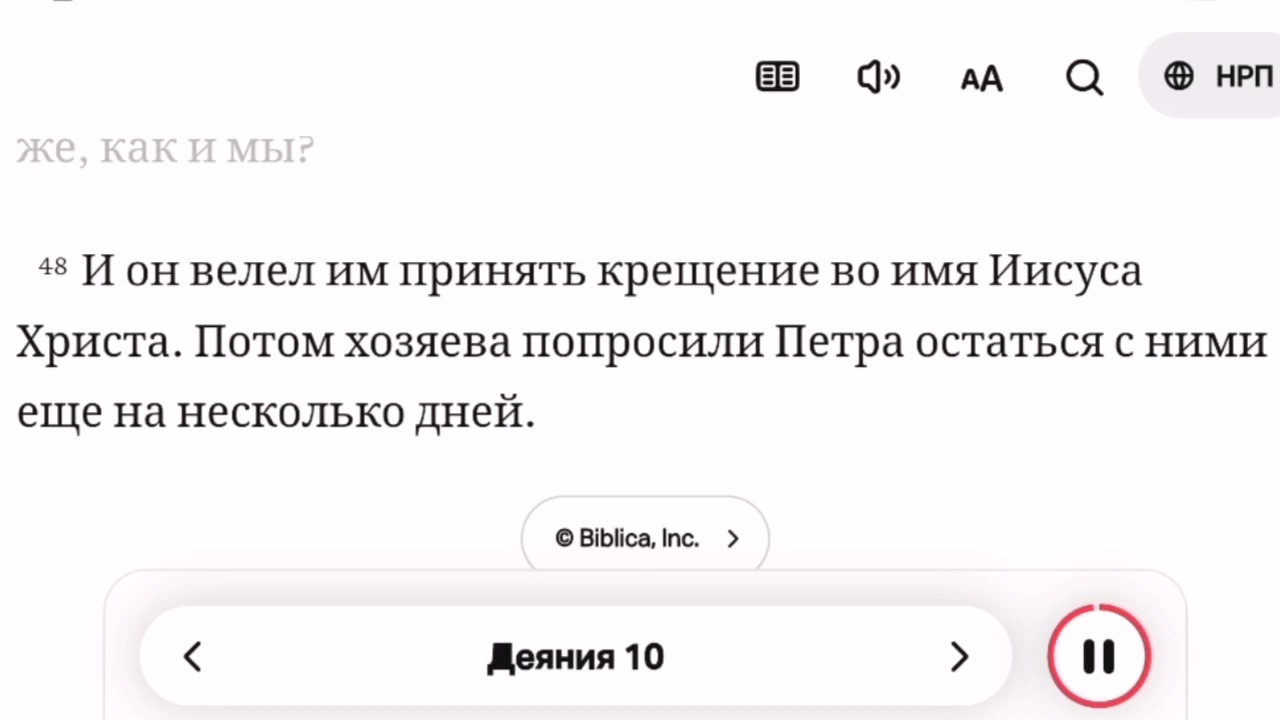 АА
НРП
же, как и мы?
48 И он велел им принять крещение во имя Иисуса
Христа. Потом хозяева попросили Петра остаться с ними
еще на несколько дней.
© Biblica, Inc.
Деяния 10